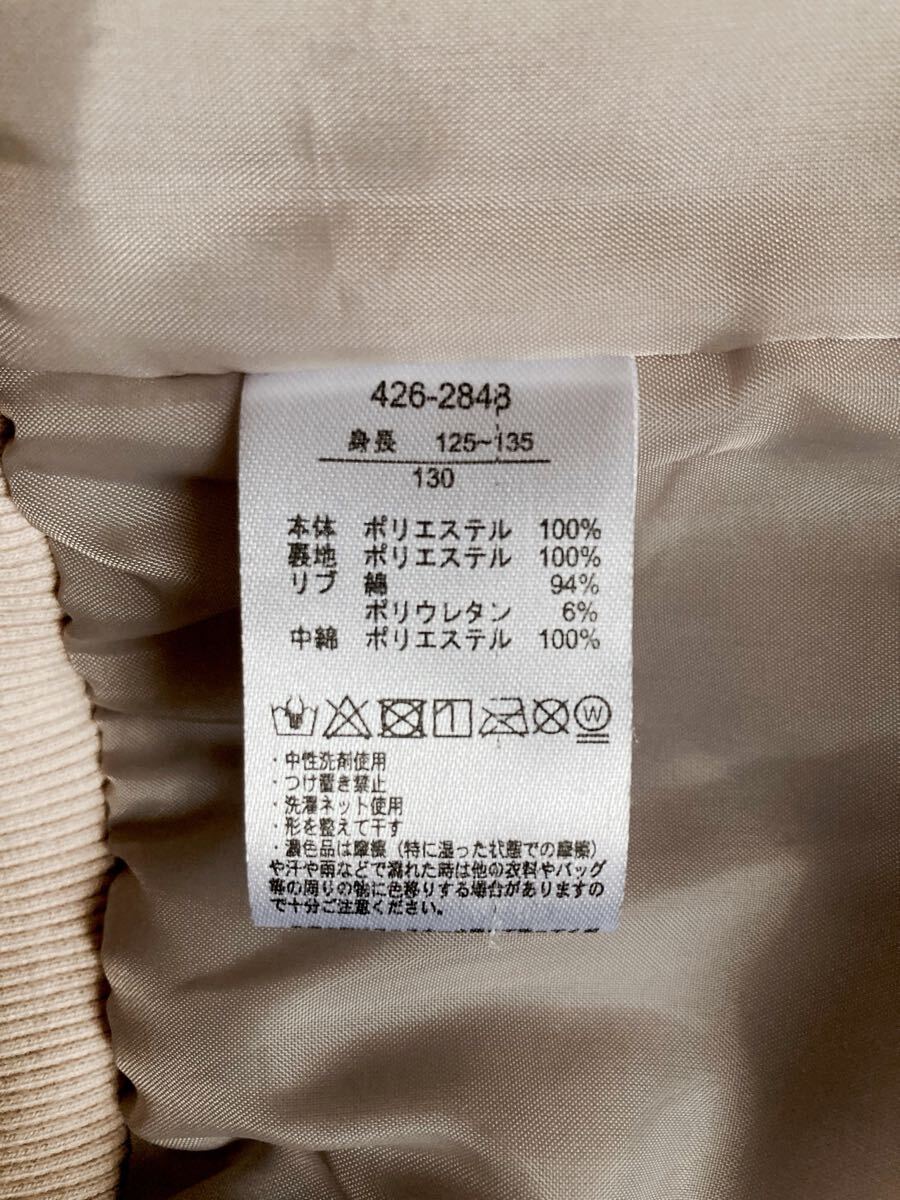 426-2848
身長 125~135
130
本体 ポリエステル 100%
裏地 ポリエステル 100%
リブ 綿 94%
ポリウレタン 6%
中綿 ポリエステル 100%
W
・中性洗剤使用
・つけ置き禁止
・洗濯ネット使用
・形を整えて干す
・濃色品は摩擦(特に湿った状態での摩擦)
や汗や雨などで濡れた時は他の衣料やバッグ
等の周りの物に色移りする場合がありますの
で十分ご注意ください。